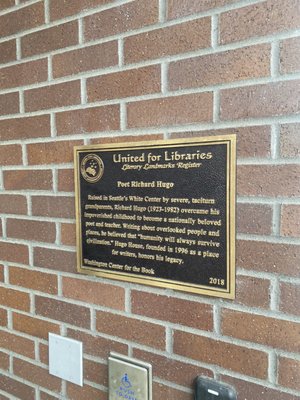 United for Libraries
Literary Landmarks Register
Poet Richard Hugo
Raised in Seattle's White Center by severe, taciturn
grandparents, Richard Hugo (1923-1982) overcame his
impoverished childhood to become a nationally beloved
poet and teacher. Writing about overlooked people and
places, he believed that "humanity will always survive
civilization." Hugo House, founded in 1996 as a place
for writers, honors his legacy.
Washington Center for the Book
2018